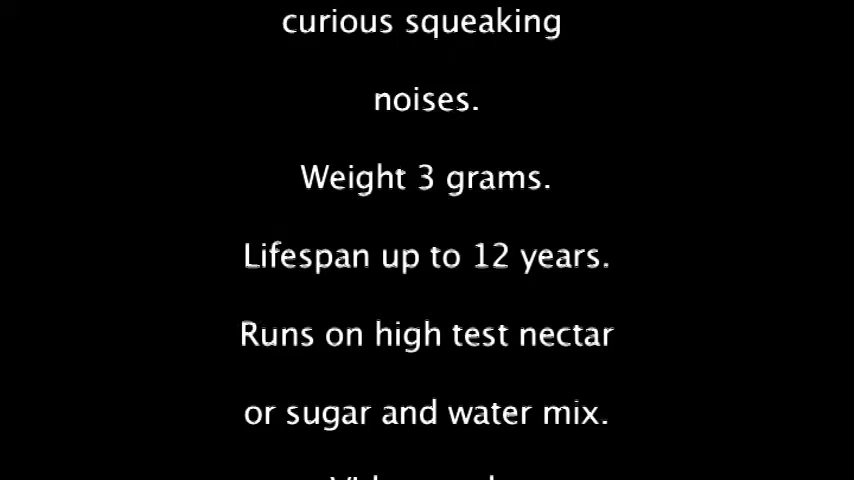 curious squeaking
noises.
Weight 3 grams.
Lifespan up to 12 years.
Runs on high test nectar
or sugar and water mix.